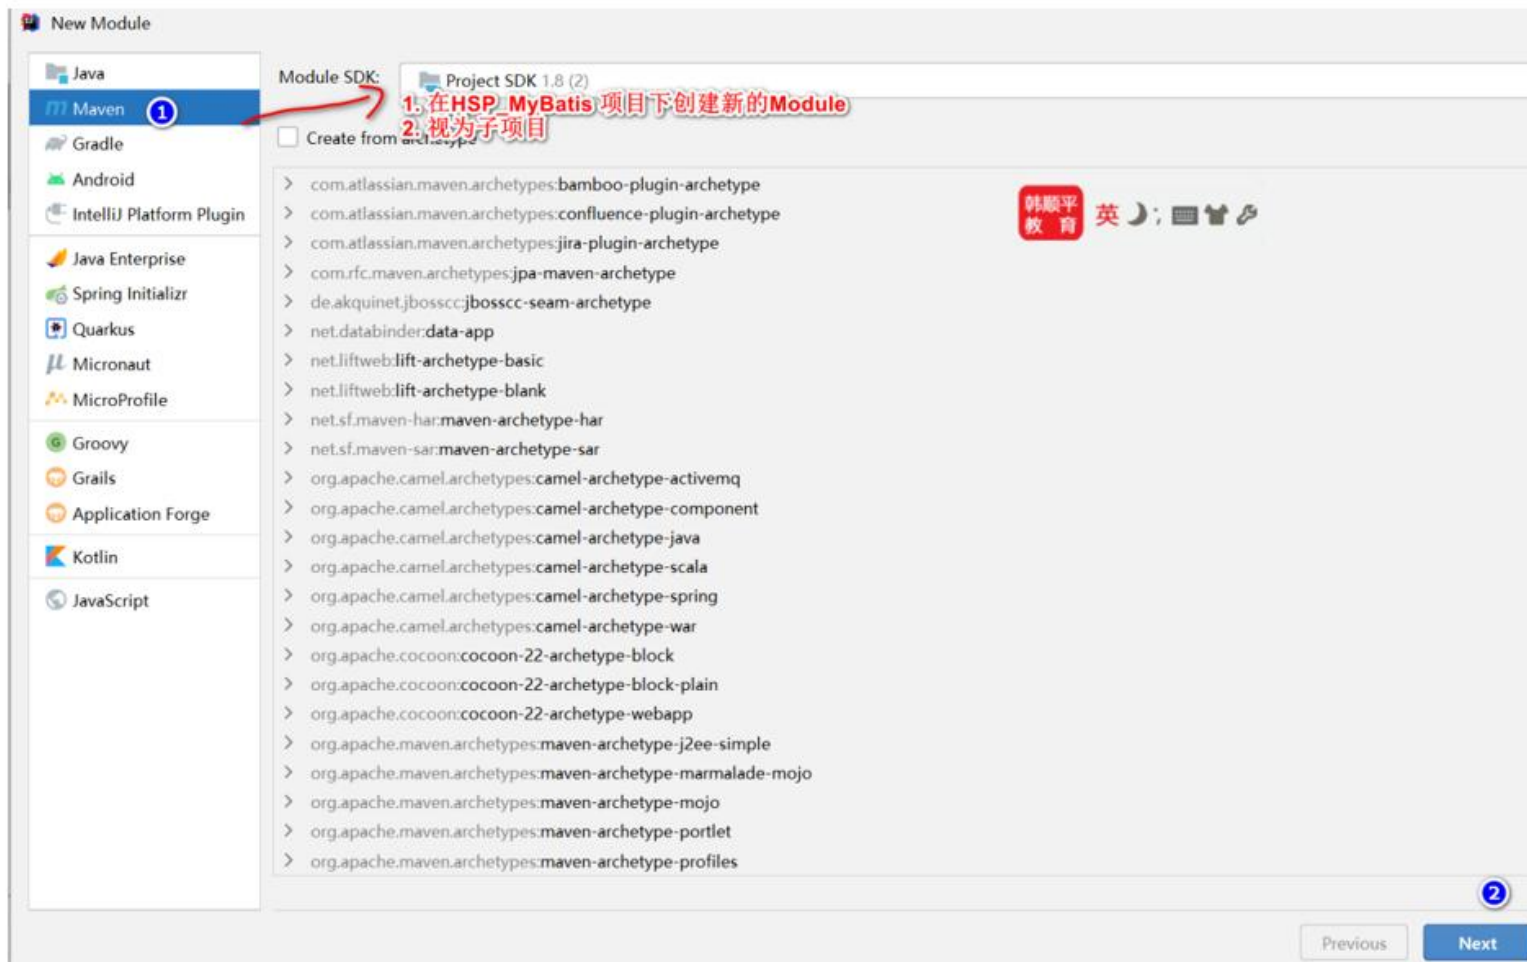 New Module
Java
Maven
1
Gradle
Android
IntelliJ Platform Plugin
Java Enterprise
Spring Initializr
Quarkus
Micronaut
MicroProfile
Groovy
Grails
Application Forge
Kotlin
JavaScript
Module SDK:
Project SDK 1.8 (2)
1. 在HSP_MyBatis 项目下创建新的Module
2. 视为子项目
Create from archetype
com.atlassian.maven.archetypes:bamboo-plugin-archetype
com.atlassian.maven.archetypes:confluence-plugin-archetype
com.atlassian.maven.archetypes:jira-plugin-archetype
com.rfc.maven.archetypes:jpa-maven-archetype
de.akquinet.jbosscc:jbosscc-seam-archetype
net.databinder:data-app
net.liftweb:lift-archetype-basic
net.liftweb:lift-archetype-blank
net.sf.maven-har:maven-archetype-har
net.sf.maven-sar:maven-archetype-sar
org.apache.camel.archetypes:camel-archetype-activemq
org.apache.camel.archetypes:camel-archetype-component
org.apache.camel.archetypes:camel-archetype-java
org.apache.camel.archetypes:camel-archetype-scala
org.apache.camel.archetypes:camel-archetype-spring
org.apache.camel.archetypes:camel-archetype-war
org.apache.cocoon:cocoon-22-archetype-block
org.apache.cocoon:cocoon-22-archetype-block-plain
org.apache.cocoon:cocoon-22-archetype-webapp
org.apache.maven.archetypes:maven-archetype-j2ee-simple
org.apache.maven.archetypes:maven-archetype-marmalade-mojo
org.apache.maven.archetypes:maven-archetype-mojo
org.apache.maven.archetypes:maven-archetype-portlet
org.apache.maven.archetypes:maven-archetype-profiles
韩顺平
教 育
英
2
Previous
Next